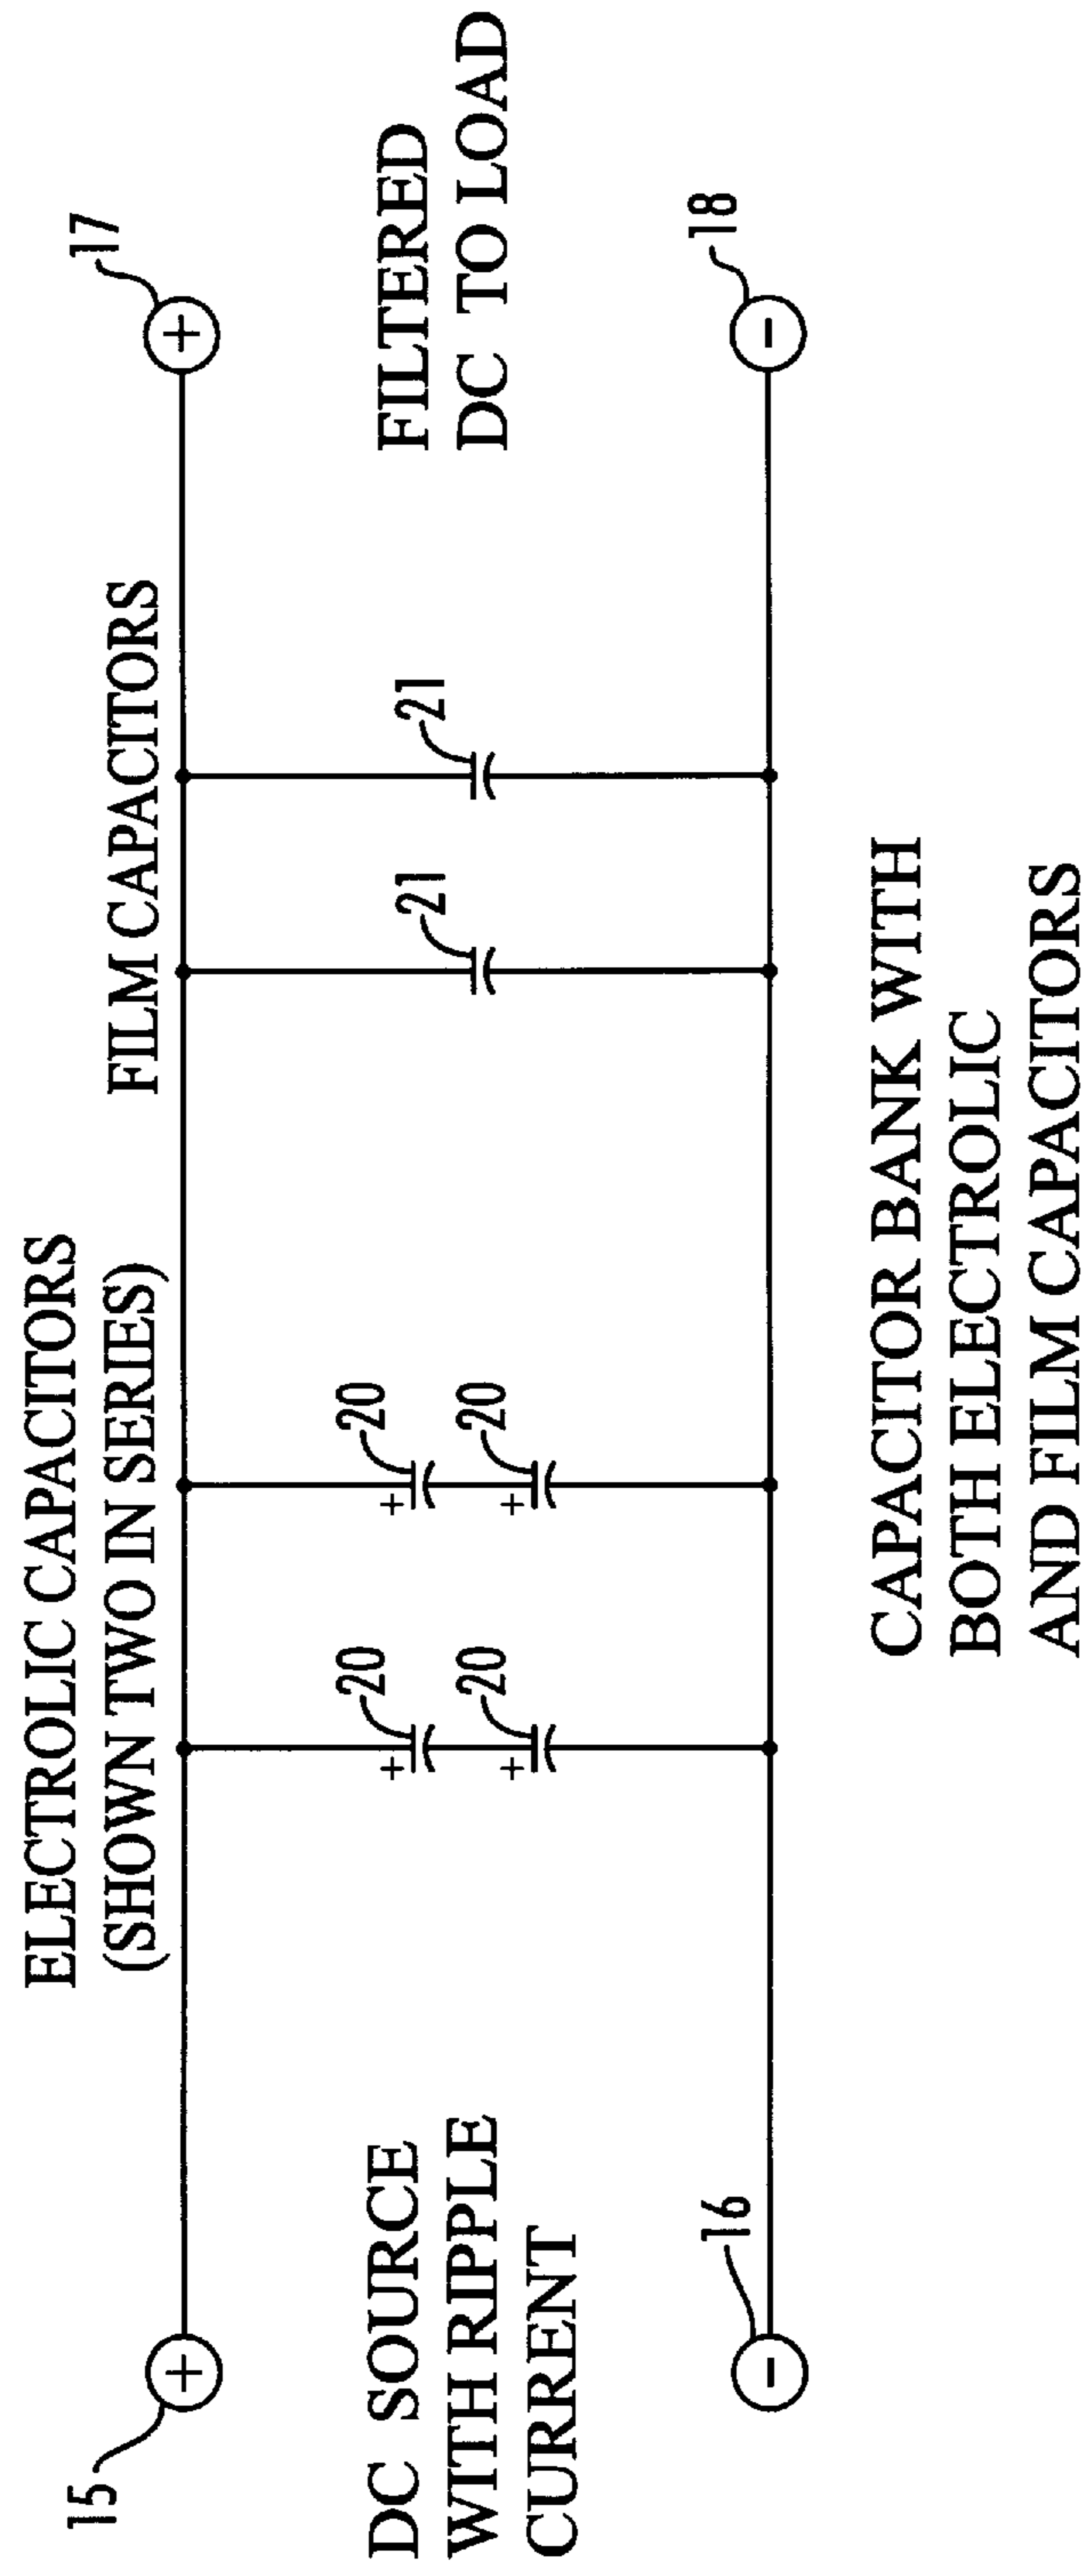 ELECTROLIC CAPACITORS
(SHOWN TWO IN SERIES)
FILM CAPACITORS
15
+
+
17
DC SOURCE
WITH RIPPLE
CURRENT
+
20
+
20
+
20
+
20
21
21
FILTERED
DC TO LOAD
16
-
-
18
CAPACITOR BANK WITH
BOTH ELECTROLIC
AND FILM CAPACITORS